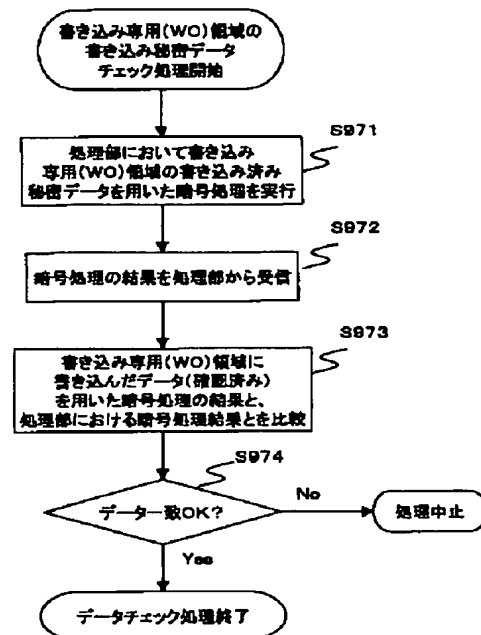 書き込み専用(WO)領域の
書き込み秘密データ
チェック処理開始
S971
処理部において書き込み
専用(WO)領域の書き込み済み
秘密データを用いた暗号処理を実行
S972
暗号処理の結果を処理部から受信
S973
書き込み専用(WO)領域に
書き込んだデータ(確認済み)
を用いた暗号処理の結果と、
処理部における暗号処理結果とを比較
S974
データ一致OK?
No
処理中止
Yes
データチェック処理終了